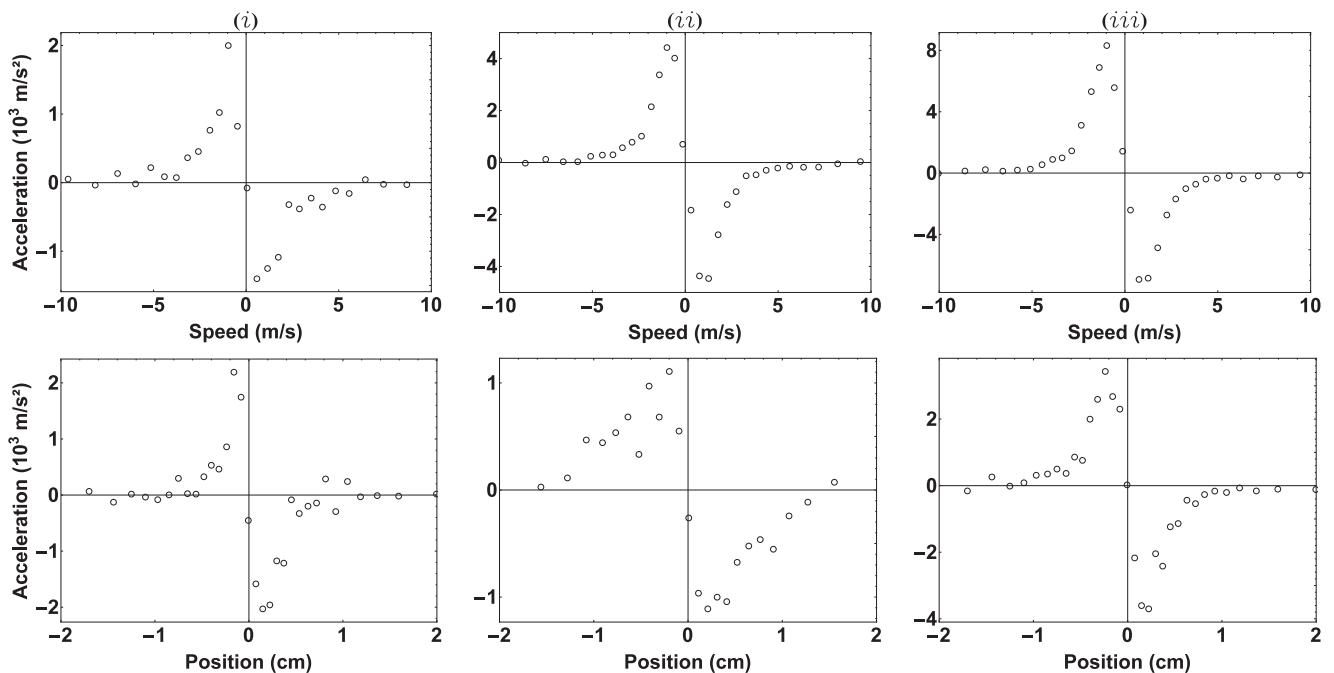 (i) (ii) (iii)
Acceleration (10³ m/s²)
2
1
0
−1
−10 −5 0 5 10
Speed (m/s)
4
2
0
−2
−4
−10 −5 0 5 10
Speed (m/s)
8
4
0
−4
−10 −5 0 5 10
Speed (m/s)
Acceleration (10³ m/s²)
2
1
0
−1
−2
−2 −1 0 1 2
Position (cm)
1
0
−1
−2 −1 0 1 2
Position (cm)
2
0
−2
−4
−2 −1 0 1 2
Position (cm)